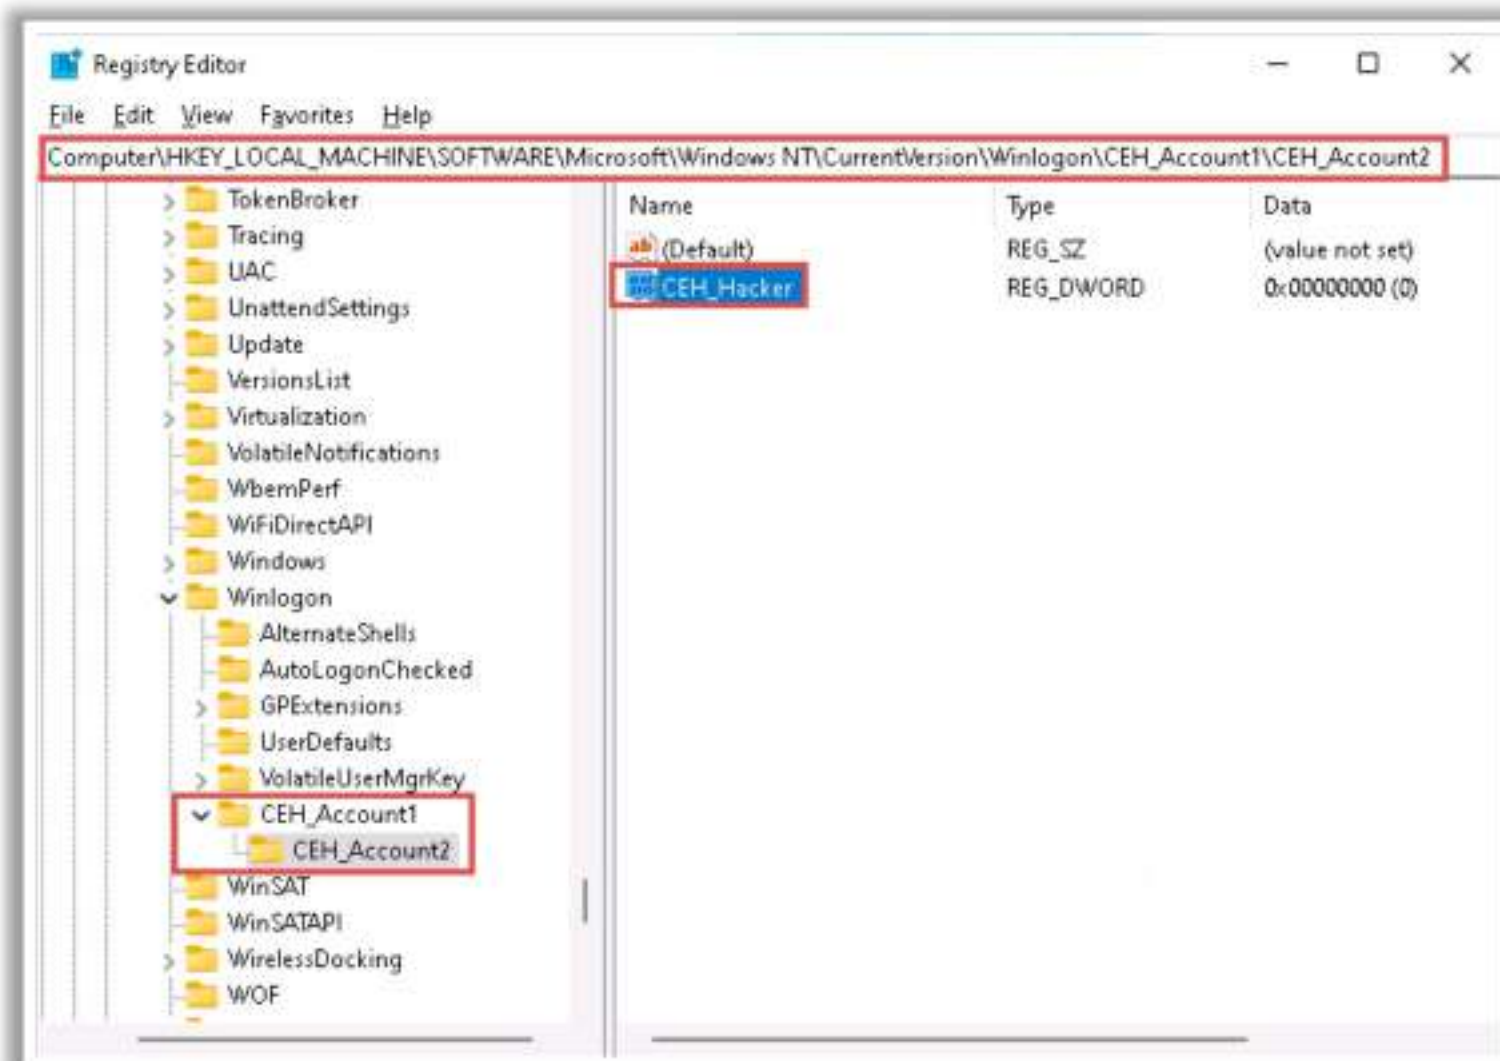 Registry Editor
File Edit View Favorites Help
Computer\HKEY_LOCAL_MACHINE\SOFTWARE\Microsoft\Windows NT\CurrentVersion\Winlogon\CEH_Account1\CEH_Account2
TokenBroker
Tracing
UAC
UnattendSettings
Update
VersionsList
Virtualization
VolatileNotifications
WbemPerf
WiFiDirectAPI
Windows
Winlogon
AlternateShells
AutoLogonChecked
GPExtensions
UserDefaults
VolatileUserMgrKey
CEH_Account1
CEH_Account2
WinSAT
WinSATAPI
WirelessDocking
WOF
Name Type Data
ab (Default) REG_SZ (value not set)
CEH_Hacker REG_DWORD 0x00000000 (0)